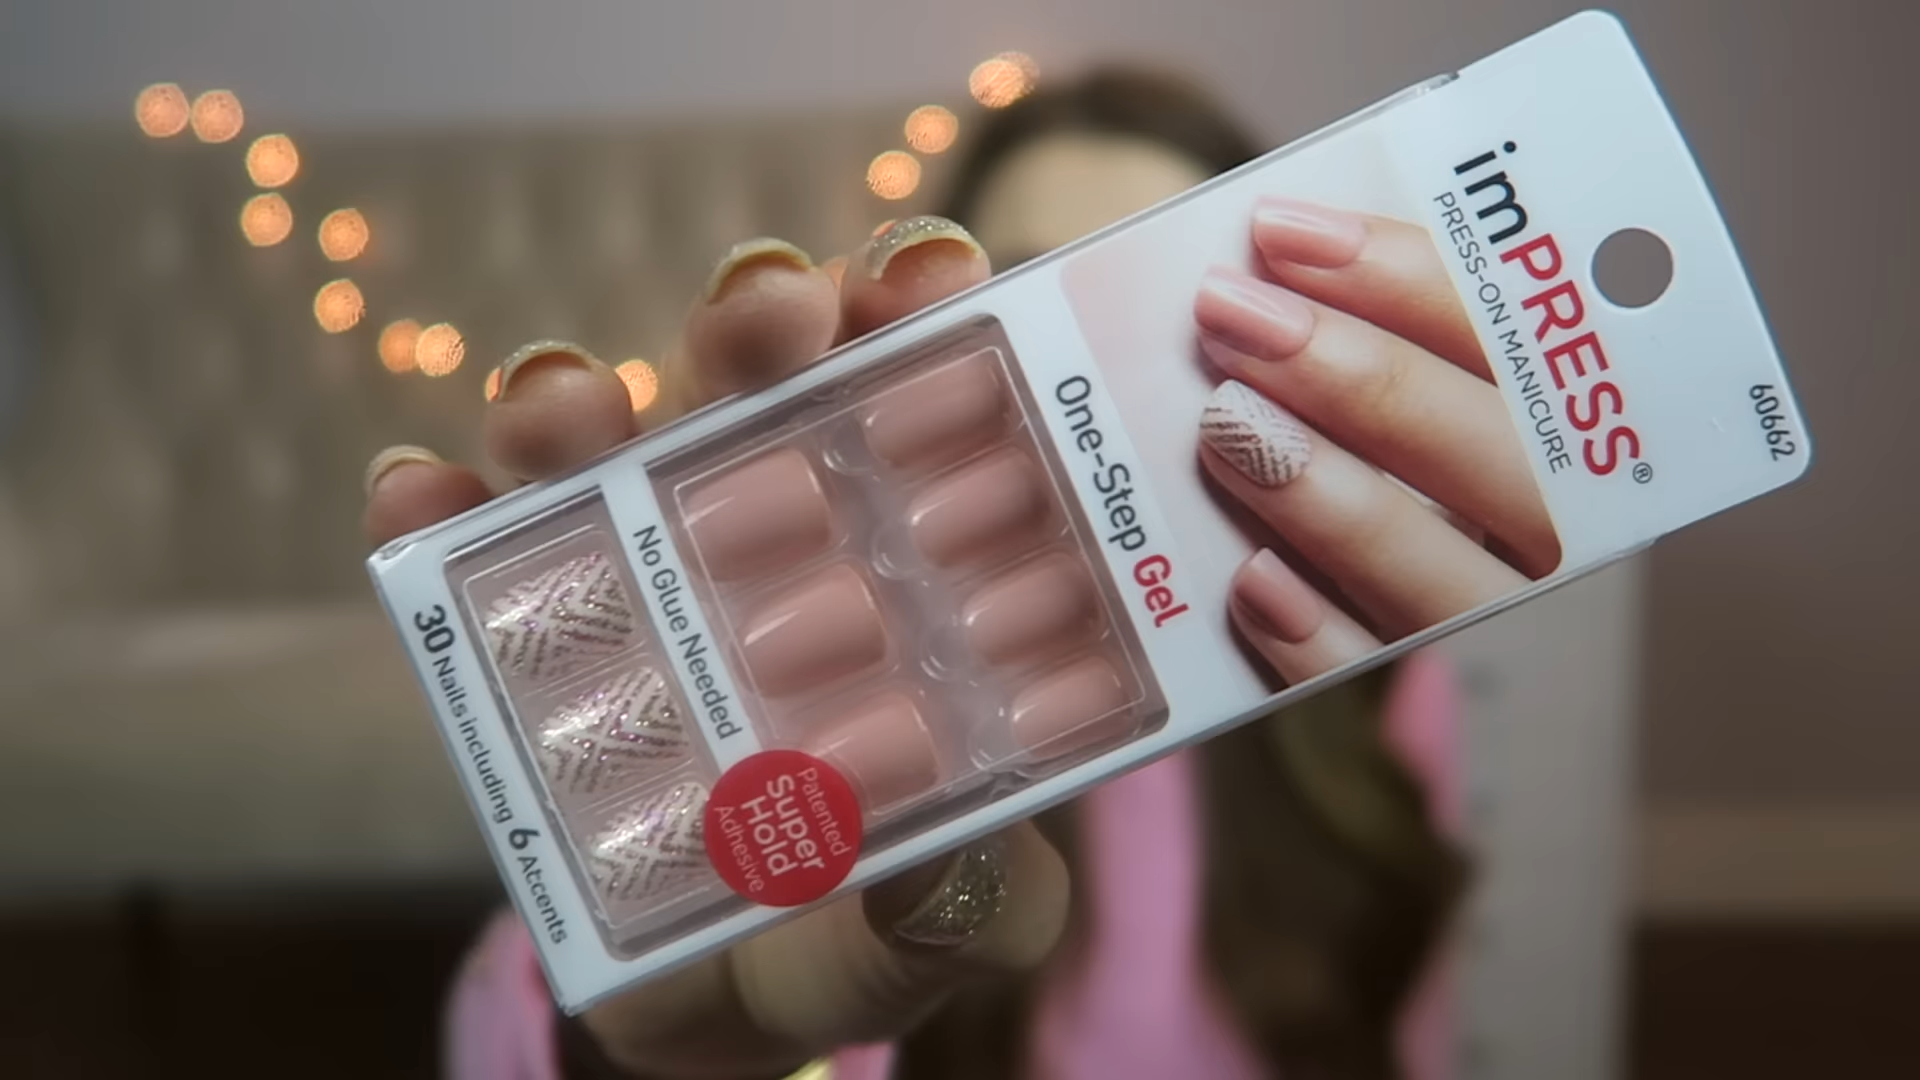 imPRESS®
PRESS-ON MANICURE
60662
One-Step Gel
No Glue Needed
Patented
Super
Hold
Adhesive
30 Nails including 6 Accents